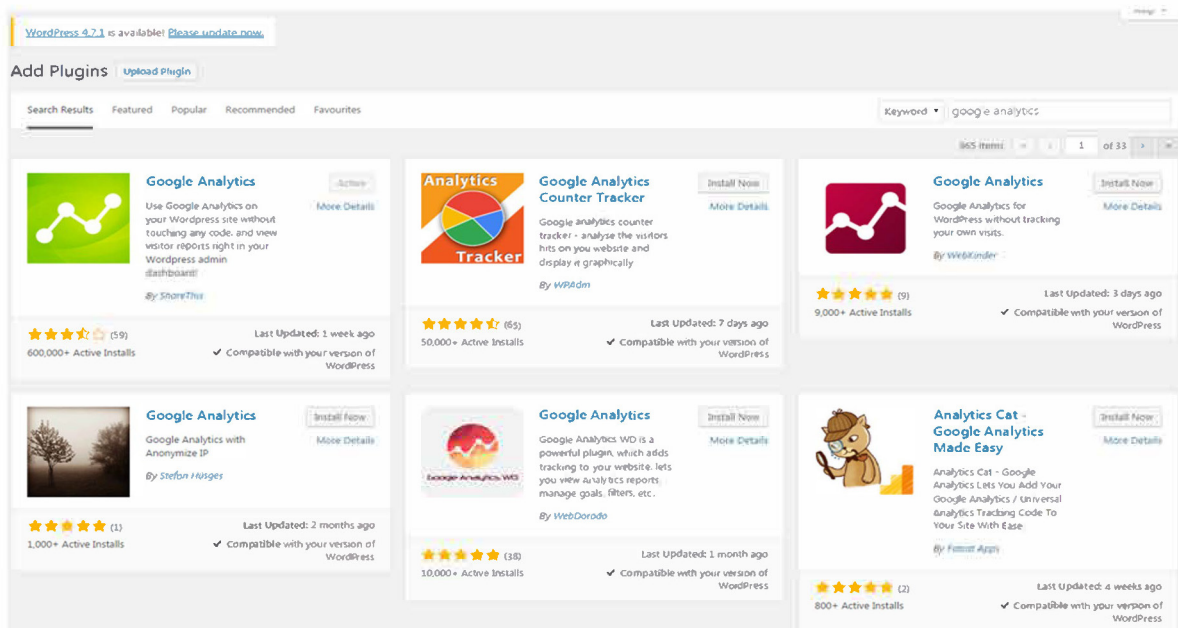 WordPress 4.7.1 is available! Please update now.
Add Plugins Upload Plugin
Search Results Featured Popular Recommended Favourites Keyword google analytics
865 items 1 of 33
Google Analytics
Active
More Details
Use Google Analytics on
your Wordpress site without
touching any code, and view
visitor reports right in your
Wordpress admin
dashboard!
By ShareThis
(59) Last Updated: 1 week ago
600,000+ Active Installs
Compatible with your version of
WordPress
Google Analytics
Counter Tracker
Install Now
More Details
Analytics
Tracker
Google analytics counter
tracker - analyse the visitors
hits on you website and
display it graphically
By WPAdm
(65) Last Updated: 7 days ago
50,000+ Active Installs
Compatible with your version of
WordPress
Google Analytics
Install Now
More Details
Google Analytics for
WordPress without tracking
your own visits.
By WebKinder
(9) Last Updated: 3 days ago
9,000+ Active Installs
Compatible with your version of
WordPress
Google Analytics
Install Now
More Details
Google Analytics with
Anonymize IP
By Stefan Husges
(1) Last Updated: 2 months ago
1,000+ Active Installs
Compatible with your version of
WordPress
Google Analytics
Install Now
More Details
Google Analytics WD
Google Analytics WD is a
powerful plugin, which adds
tracking to your website, lets
you view Analytics reports,
manage goals, filters, etc.
By WebDorado
(38) Last Updated: 1 month ago
10,000+ Active Installs
Compatible with your version of
WordPress
Analytics Cat -
Google Analytics
Made Easy
Install Now
More Details
Analytics Cat - Google
Analytics Lets You Add Your
Google Analytics / Universal
Analytics Tracking Code To
Your Site With Ease
By Fatcat Apps
(2) Last Updated: 4 weeks ago
800+ Active Installs
Compatible with your version of
WordPress